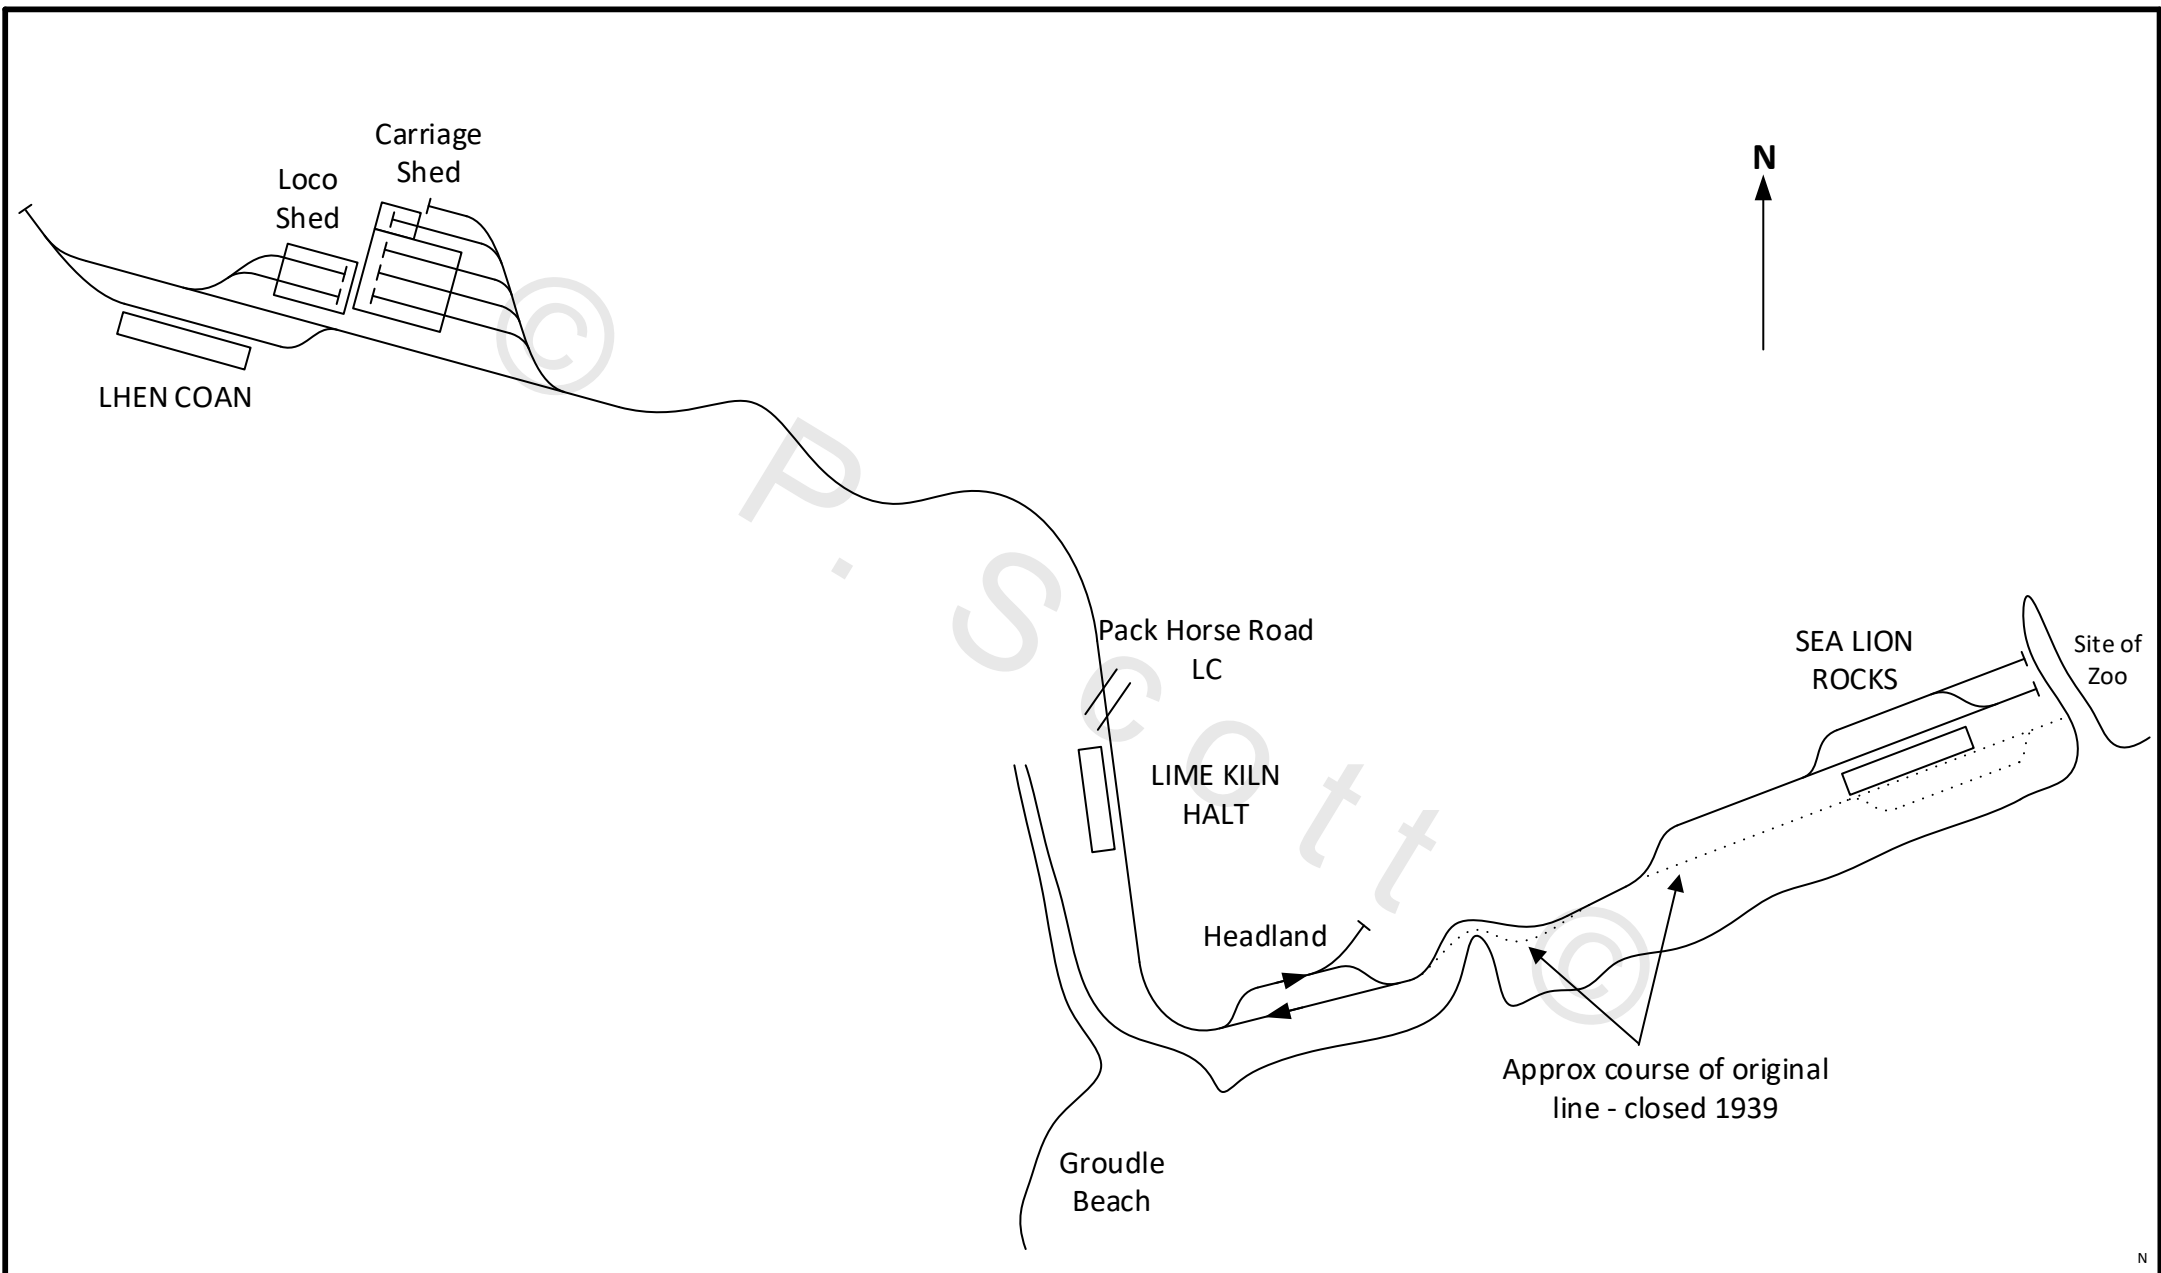 Carriage
Shed
Loco
Shed
LHEN COAN
N
Pack Horse Road
LC
LIME KILN
HALT
SEA LION
ROCKS
Site of
Zoo
Headland
Approx course of original
line - closed 1939
Groudle
Beach
© P. Scott ©
N